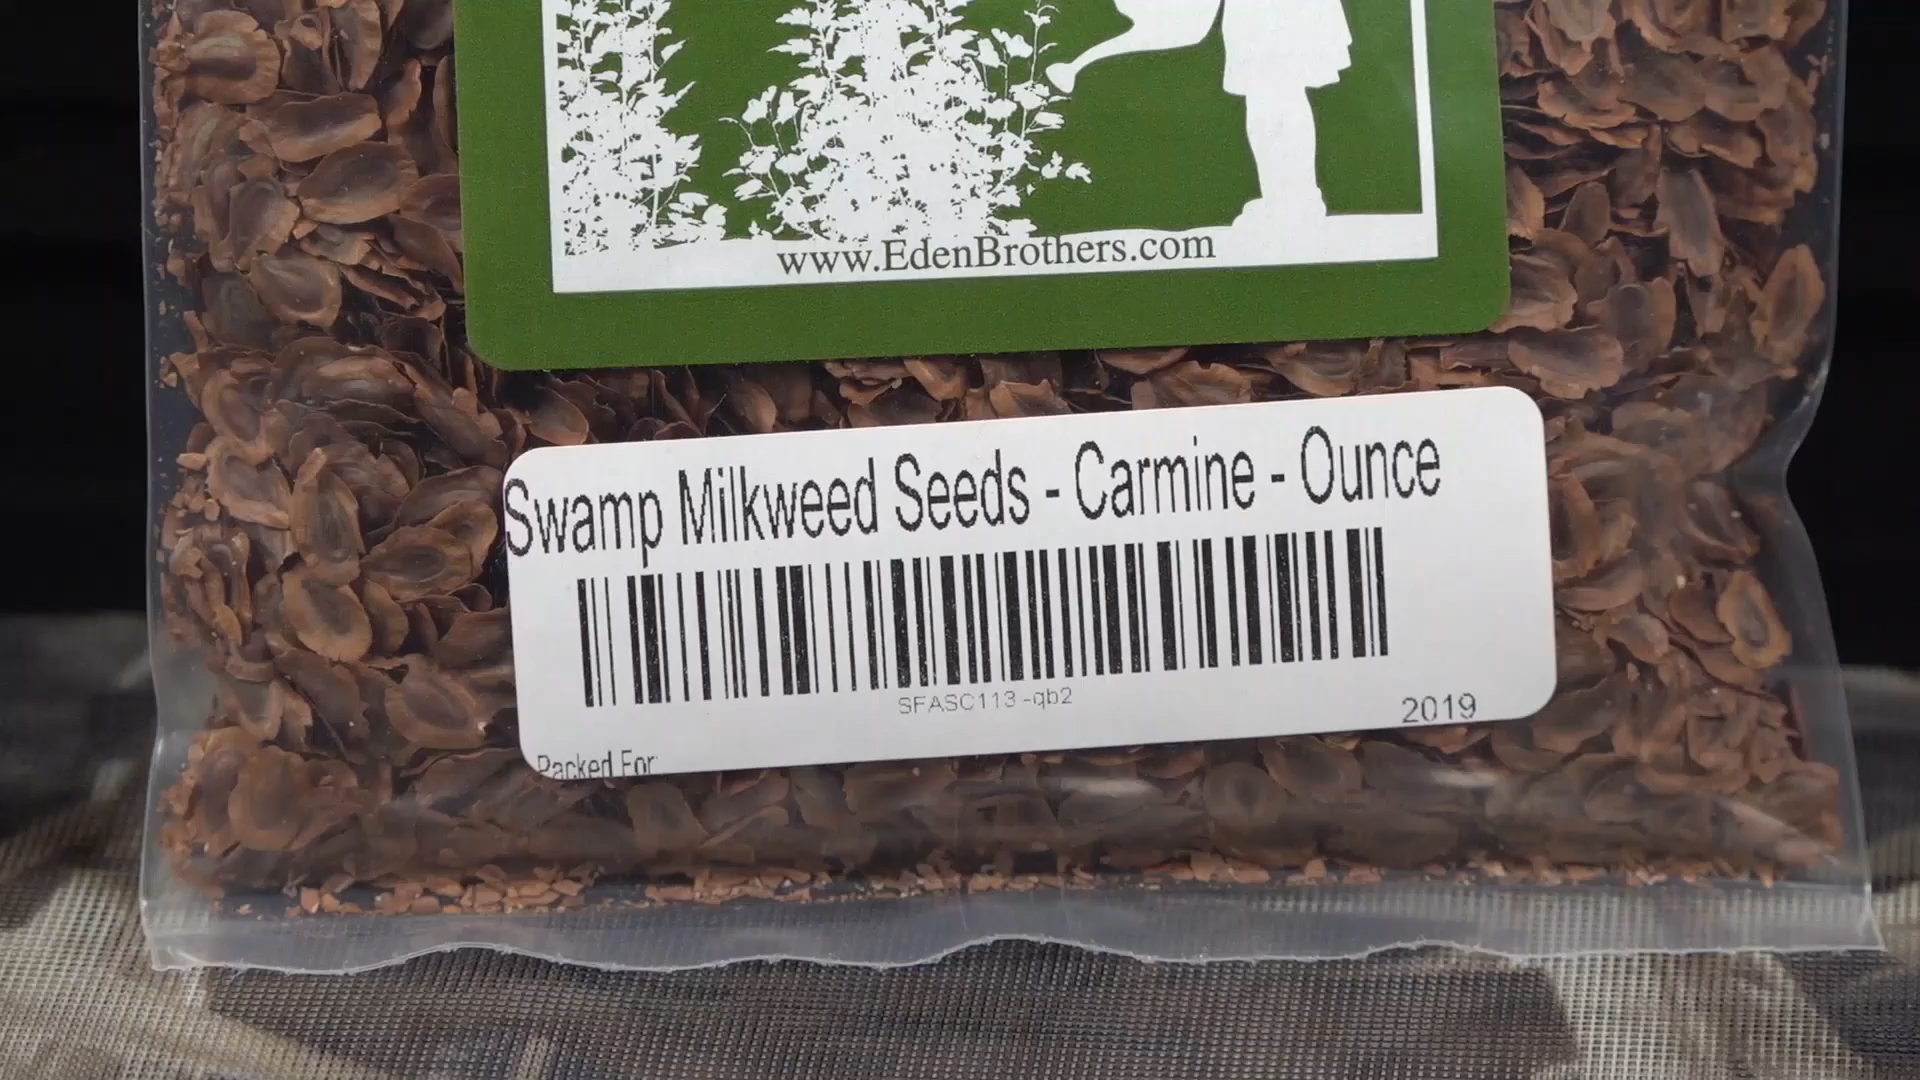 www.EdenBrothers.com
Swamp Milkweed Seeds - Carmine - Ounce
SFASC113-qb2
2019
Packed For: